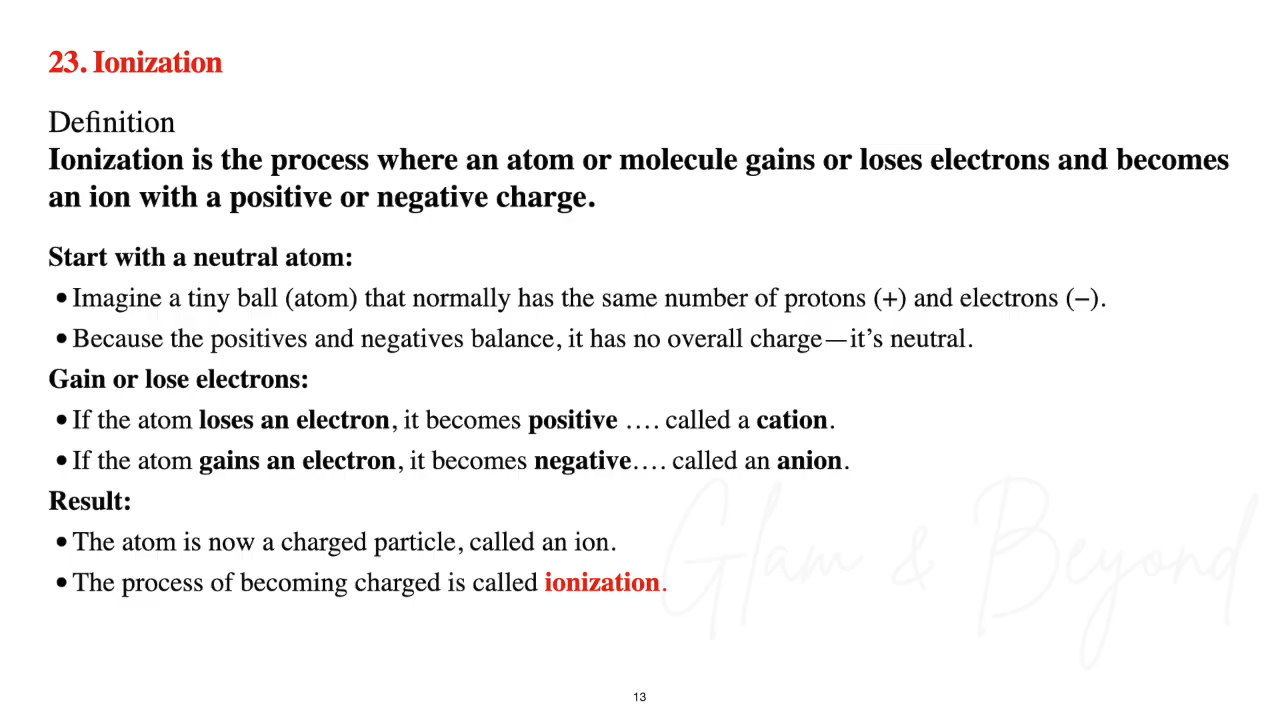 23. Ionization
Definition
Ionization is the process where an atom or molecule gains or loses electrons and becomes
an ion with a positive or negative charge.
Start with a neutral atom:
• Imagine a tiny ball (atom) that normally has the same number of protons (+) and electrons (−).
• Because the positives and negatives balance, it has no overall charge—it’s neutral.
Gain or lose electrons:
• If the atom loses an electron, it becomes positive …. called a cation.
• If the atom gains an electron, it becomes negative…. called an anion.
Result:
• The atom is now a charged particle, called an ion.
• The process of becoming charged is called ionization.
Glam & Beyond
13